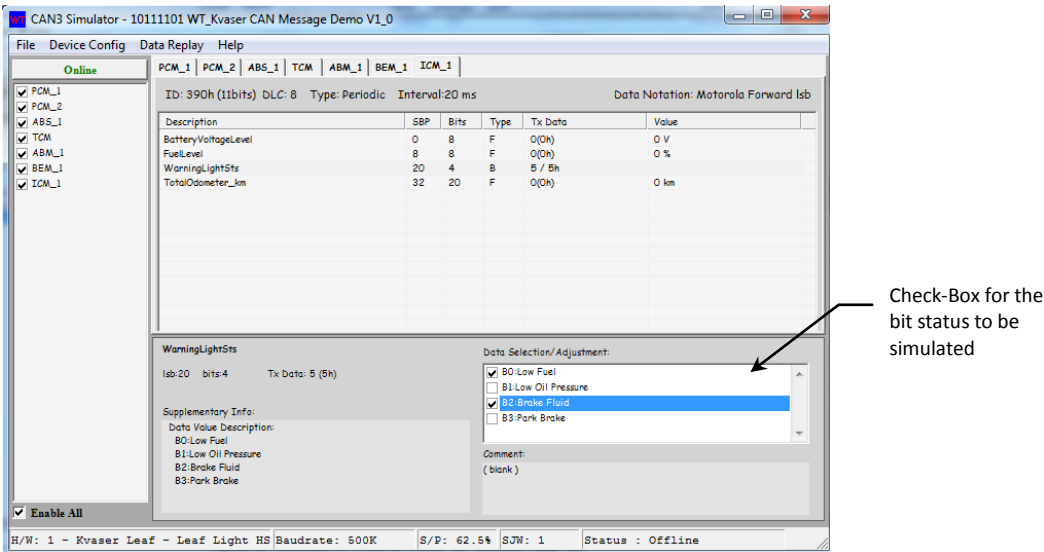 WT CAN3 Simulator - 10111101 WT_Kvaser CAN Message Demo V1_0
File Device Config Data Replay Help
Online
PCM_1 PCM_2 ABS_1 TCM ABM_1 BEM_1 ICM_1
PCM_1
PCM_2
ABS_1
TCM
ABM_1
BEM_1
ICM_1
ID: 390h (11bits) DLC: 8 Type: Periodic Interval:20 ms Data Notation: Motorola Forward lsb
Description SBP Bits Type Tx Data Value
BatteryVoltageLevel 0 8 F 0(0h) 0 V
FuelLevel 8 8 F 0(0h) 0 %
WarningLightSts 20 4 B 5 / 5h
TotalOdometer_km 32 20 F 0(0h) 0 km
Check-Box for the
bit status to be
simulated
WarningLightSts
lsb:20 bits:4 Tx Data: 5 (5h)
Supplementary Info:
Data Value Description:
B0:Low Fuel
B1:Low Oil Pressure
B2:Brake Fluid
B3:Park Brake
Data Selection/Adjustment:
B0:Low Fuel
B1:Low Oil Pressure
B2:Brake Fluid
B3:Park Brake
Comment:
( blank )
Enable All
H/W: 1 - Kvaser Leaf - Leaf Light HS Baudrate: 500K S/P: 62.5% SJW: 1 Status : Offline